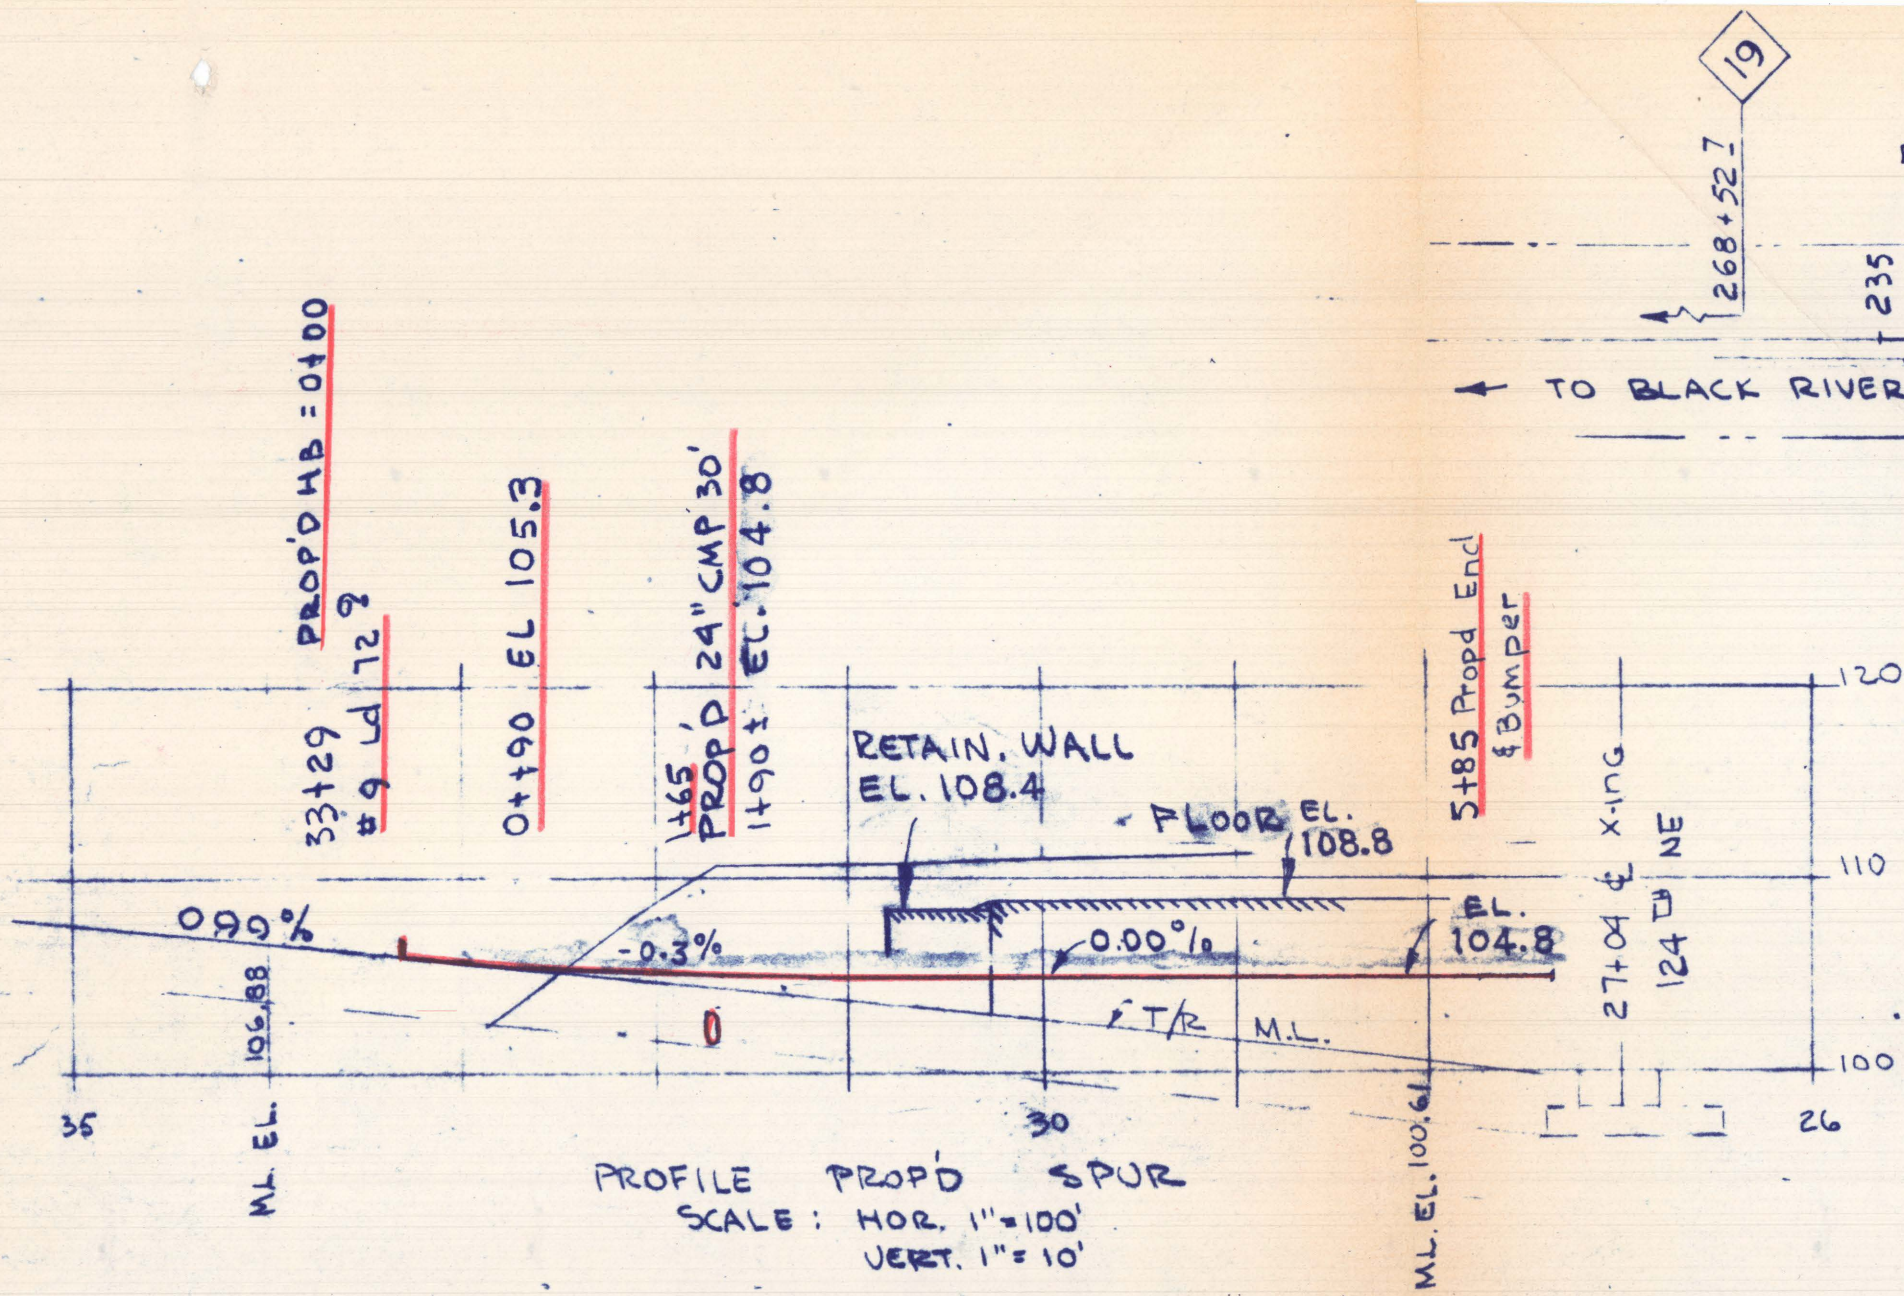 19
268+52.7
235
← TO BLACK RIVER
33+29 PROP'D HB = 0+00
#9 Ld 72 9
0+90 EL 105.3
1+65
PROP'D 24" CMP 30'
1+90± EL. 104.8
5+85 Propd End
& Bumper
120
RETAIN. WALL
EL. 108.4
FLOOR EL.
108.8
110
27+04 ℄ X-ING
124TH NE
0.99%
-0.3%
0.00%
EL.
104.8
T/R M.L.
100
M.L. EL. 106.88
M.L. EL. 100.61
35
30
26
PROFILE PROP'D SPUR
SCALE: HOR. 1"=100'
VERT. 1"=10'